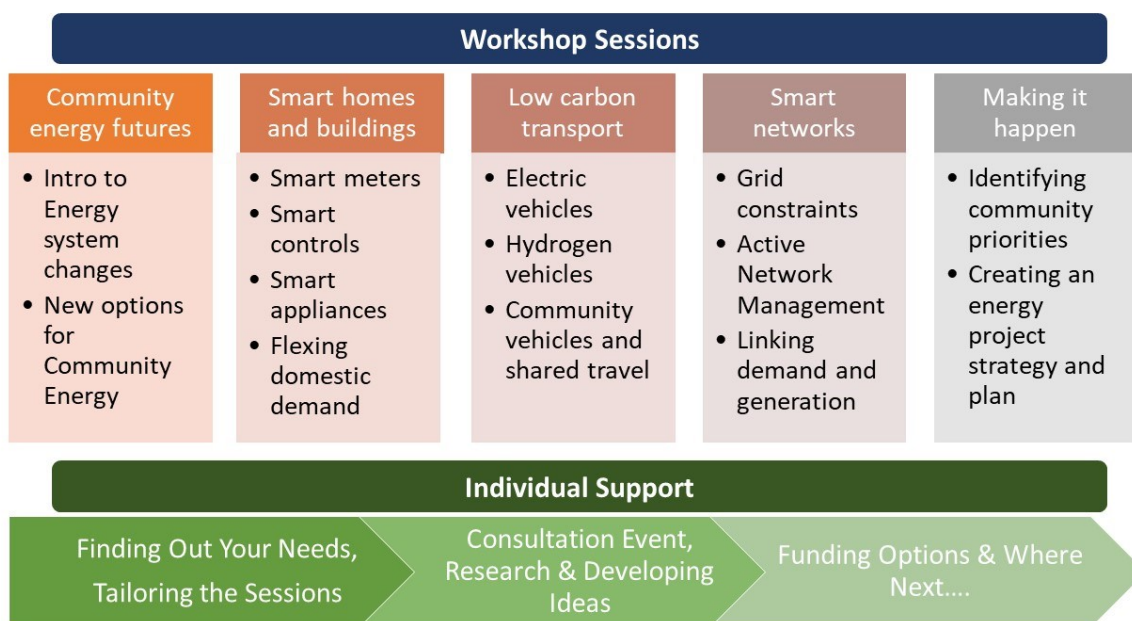 Workshop Sessions
Community
energy futures
• Intro to
Energy
system
changes
• New options
for
Community
Energy
Smart homes
and buildings
• Smart meters
• Smart
controls
• Smart
appliances
• Flexing
domestic
demand
Low carbon
transport
• Electric
vehicles
• Hydrogen
vehicles
• Community
vehicles and
shared travel
Smart
networks
• Grid
constraints
• Active
Network
Management
• Linking
demand and
generation
Making it
happen
• Identifying
community
priorities
• Creating an
energy
project
strategy and
plan
Individual Support
Finding Out Your Needs,
Tailoring the Sessions
Consultation Event,
Research & Developing
Ideas
Funding Options & Where
Next....